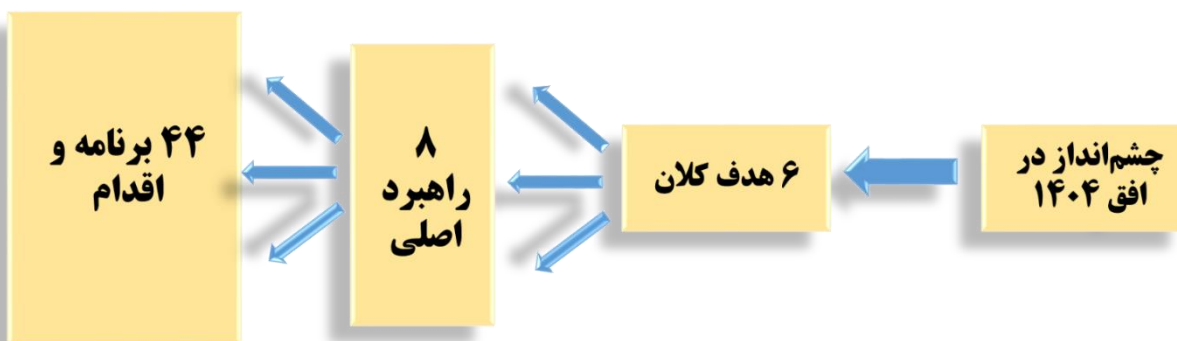 چشم‌انداز در
افق ۱۴۰۴
۶ هدف کلان
۸
راهبرد
اصلی
۴۴ برنامه و
اقدام